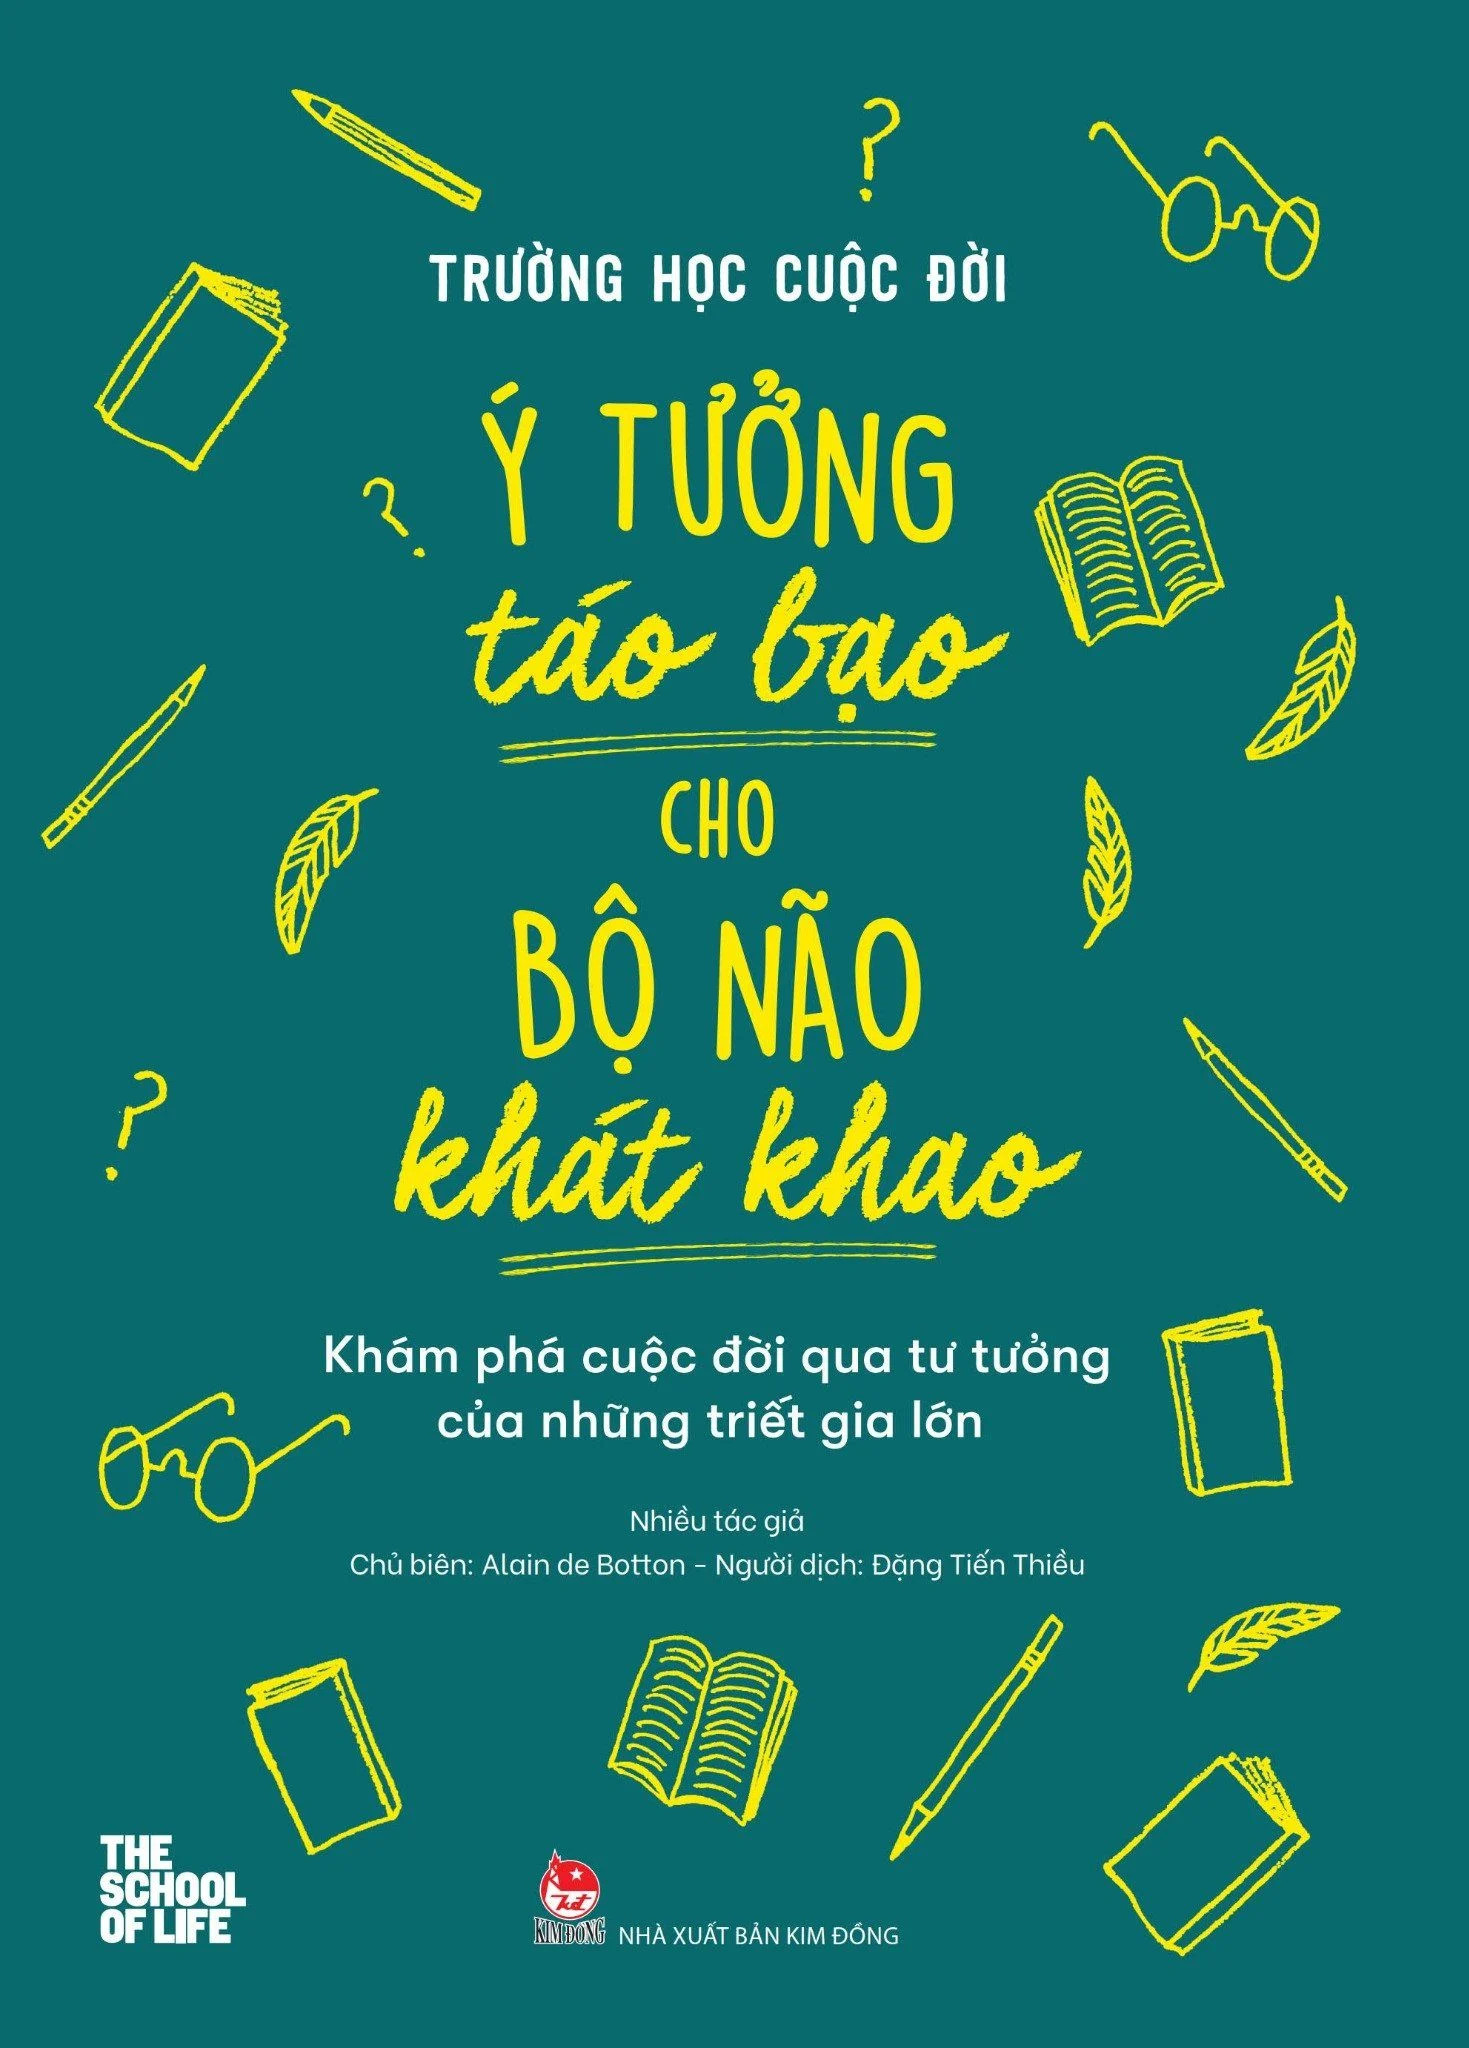 TRƯỜNG HỌC CUỘC ĐỜI
Ý TƯỞNG
táo bạo
CHO
BỘ NÃO
khát khao
Khám phá cuộc đời qua tư tưởng
của những triết gia lớn
Nhiều tác giả
Chủ biên: Alain de Botton - Người dịch: Đặng Tiến Thiều
THE
SCHOOL
OF LIFE
KIM ĐỒNG
NHÀ XUẤT BẢN KIM ĐỒNG